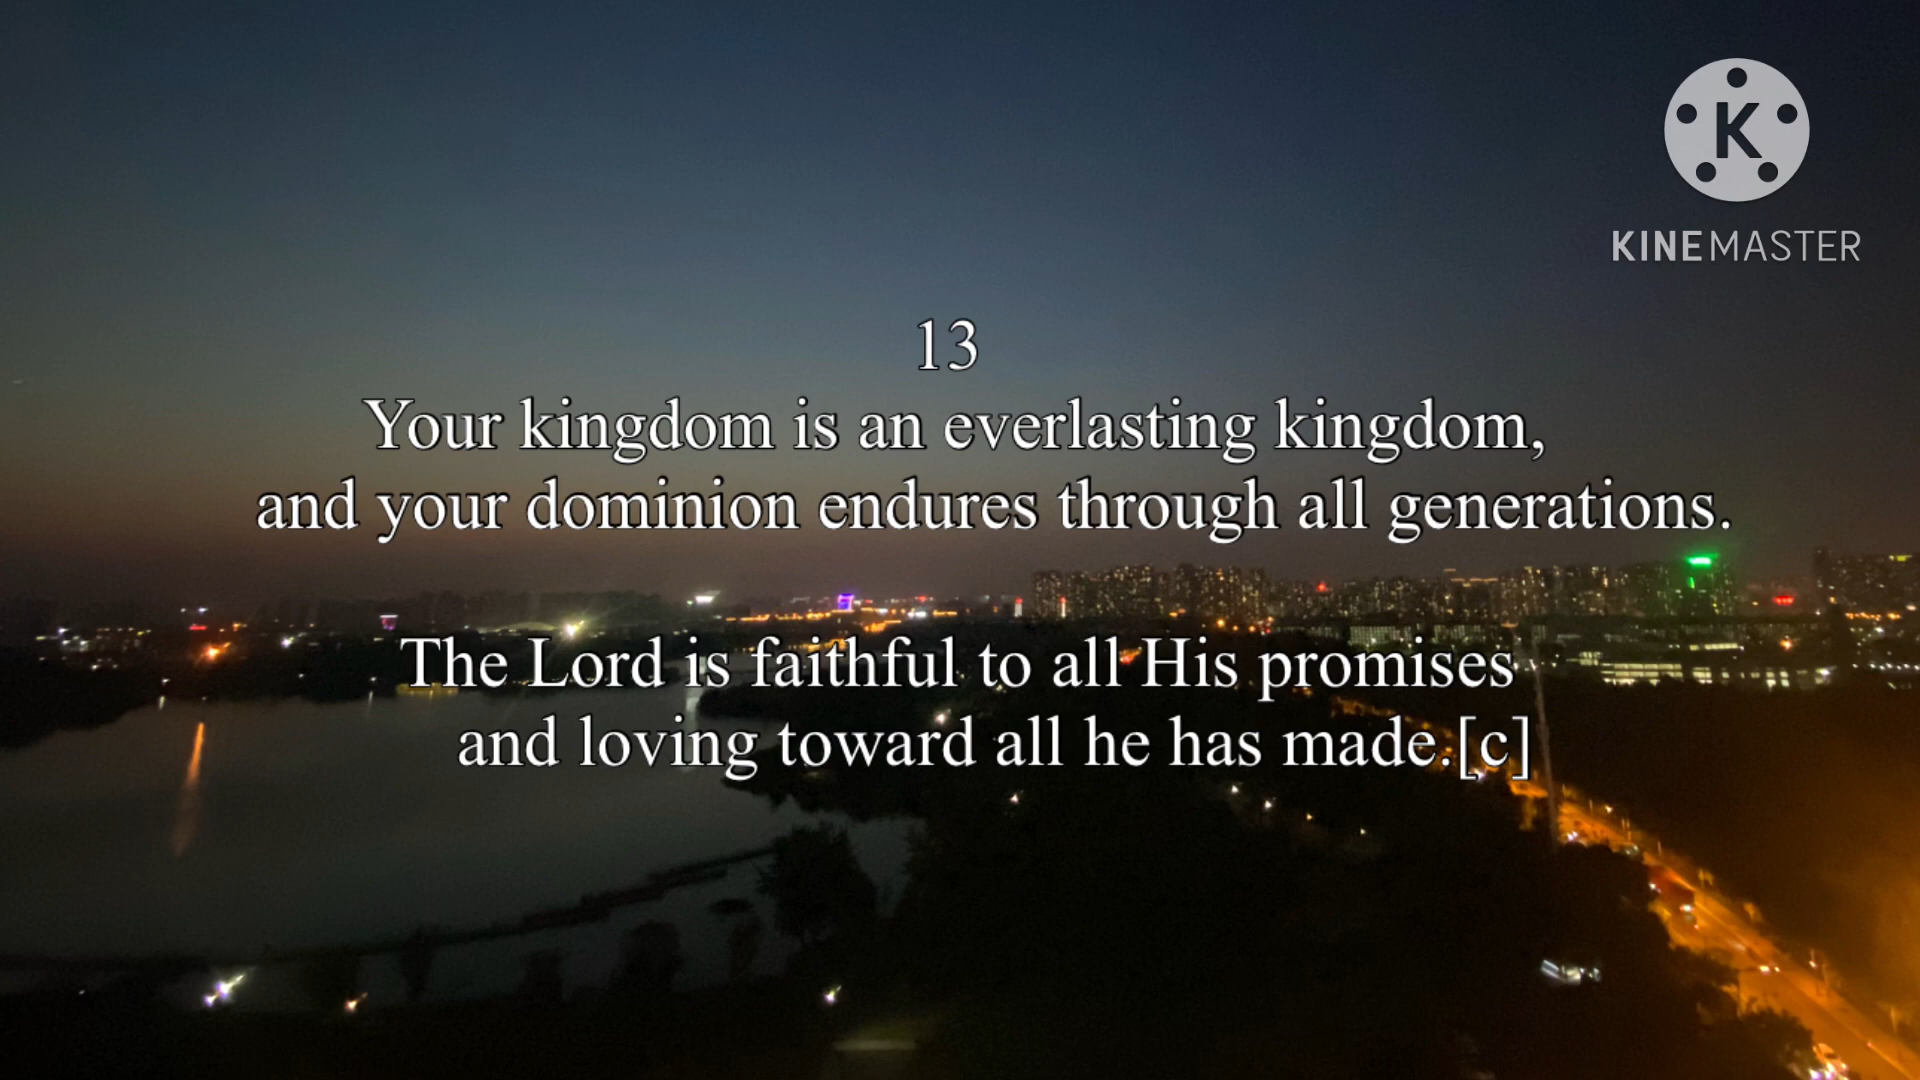 K
KINEMASTER
13
Your kingdom is an everlasting kingdom,
and your dominion endures through all generations.
The Lord is faithful to all His promises
and loving toward all he has made.[c]